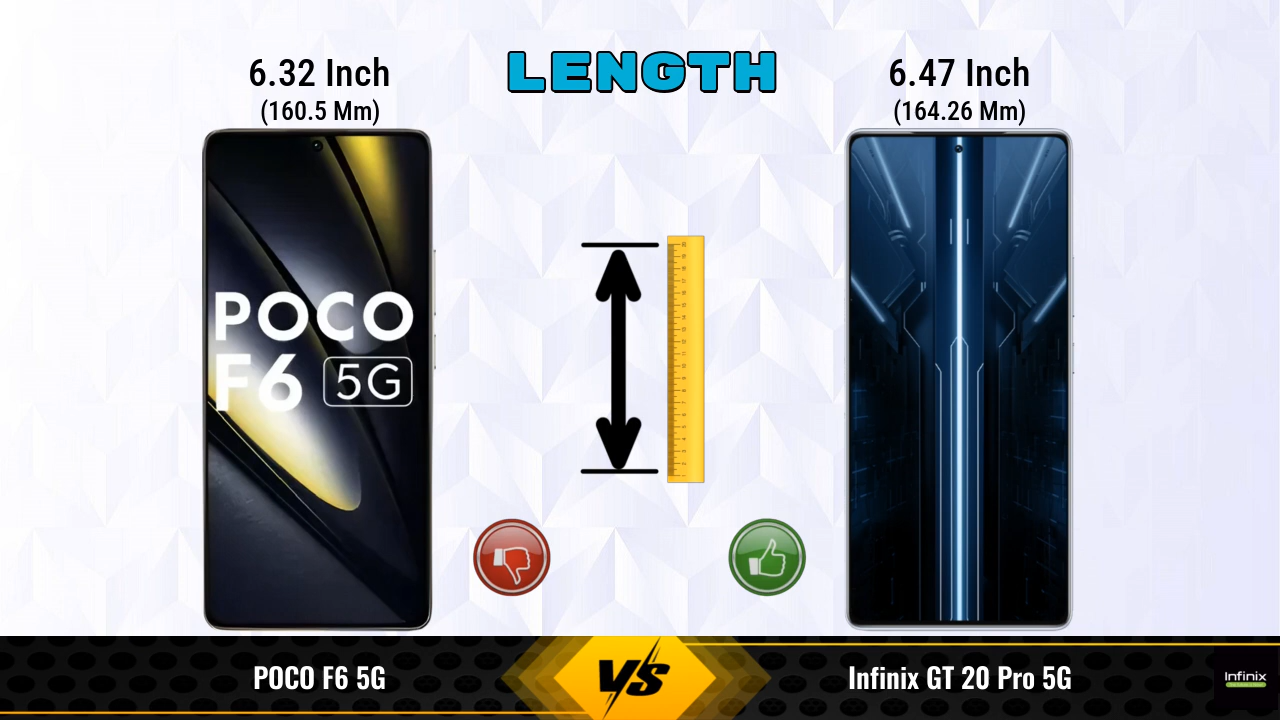 LENGTH
6.32 Inch
(160.5 Mm)
6.47 Inch
(164.26 Mm)
POCO
F6 5G
POCO F6 5G
VS
Infinix GT 20 Pro 5G
Infinix